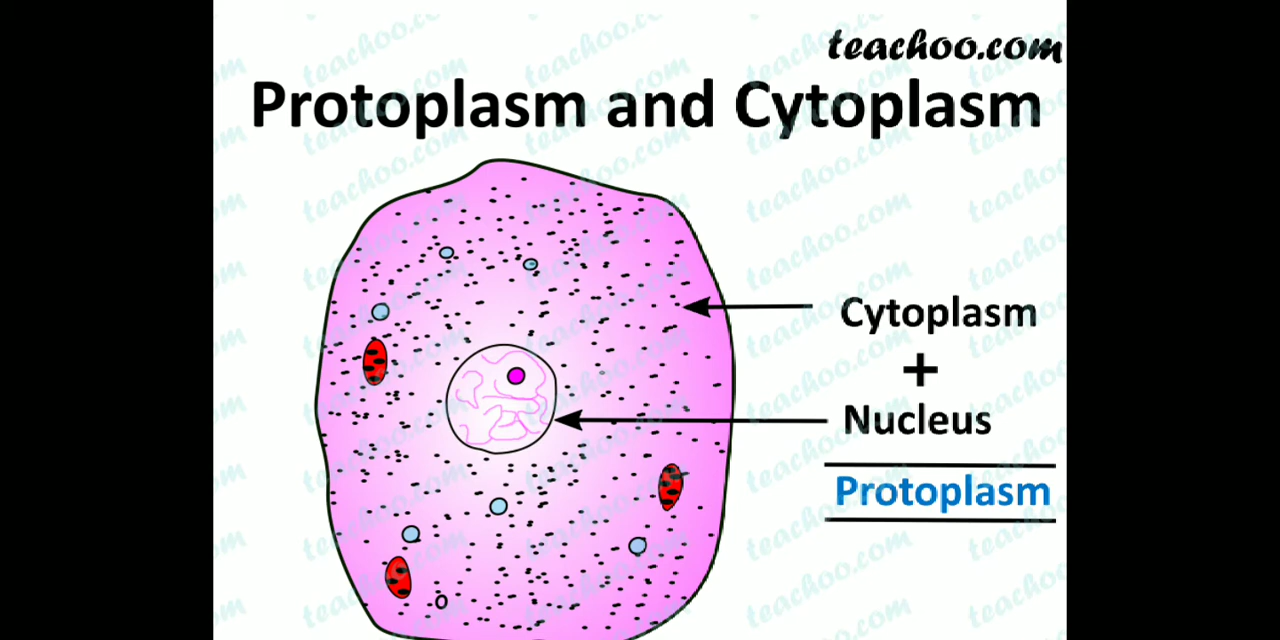 teachoo.com
Protoplasm and Cytoplasm
Cytoplasm
+
Nucleus
Protoplasm